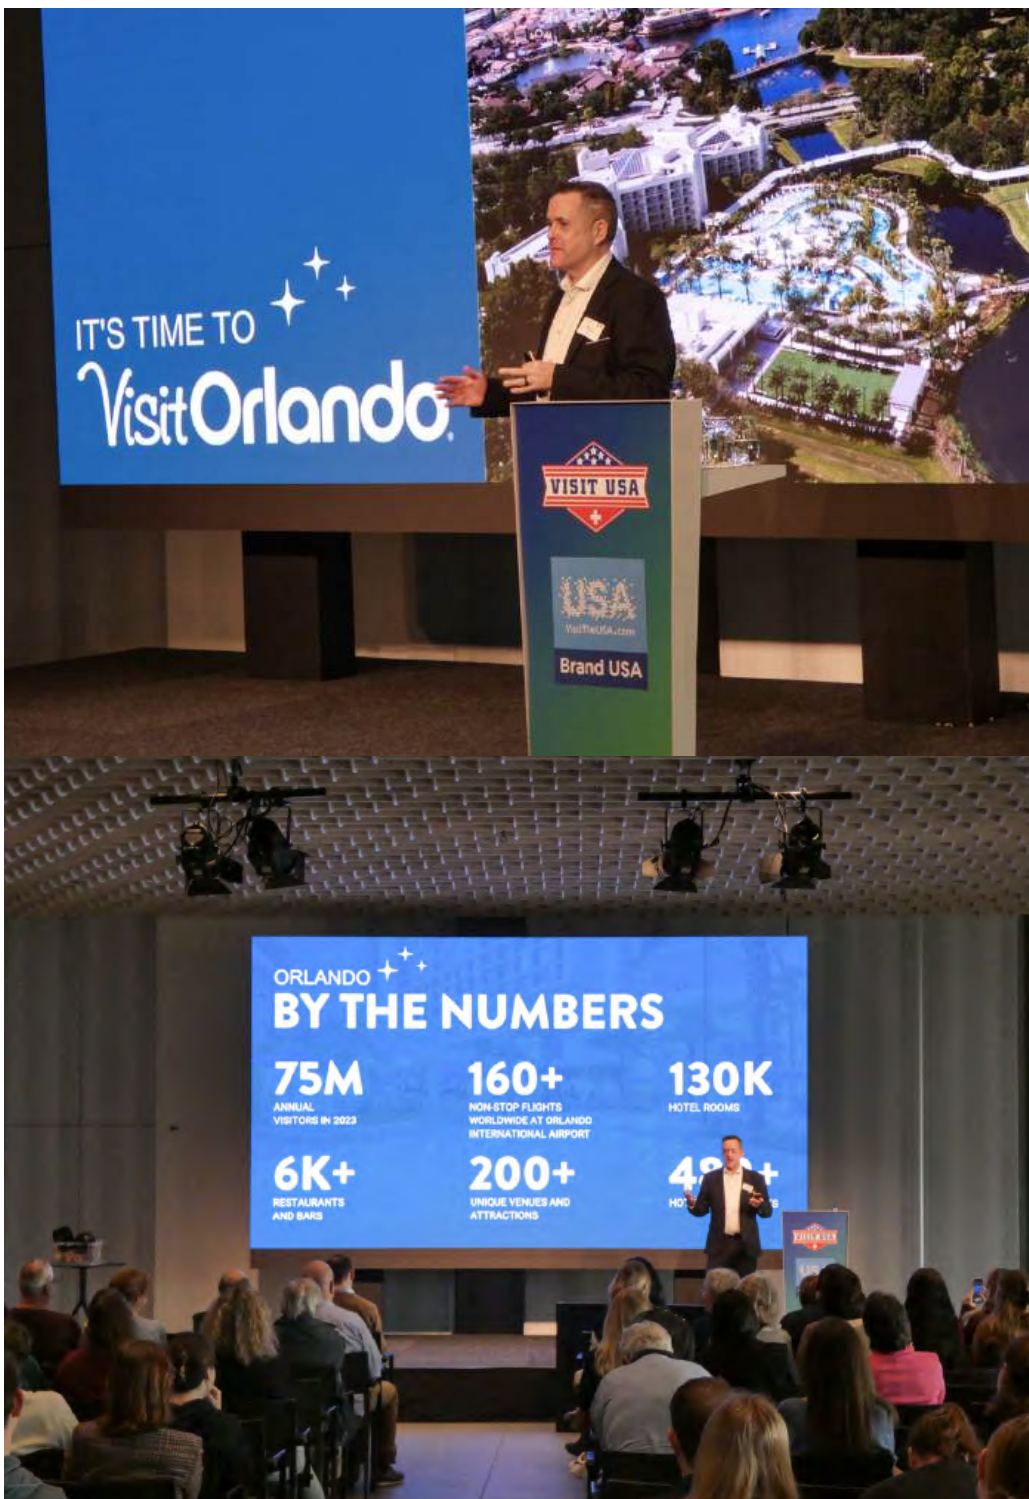 IT'S TIME TO
VisitOrlando
VISIT USA
USA
VisitTheUSA.com
Brand USA
ORLANDO
BY THE NUMBERS
75M
ANNUAL
VISITORS IN 2023
160+
NON-STOP FLIGHTS
WORLDWIDE AT ORLANDO
INTERNATIONAL AIRPORT
130K
HOTEL ROOMS
6K+
RESTAURANTS
AND BARS
200+
UNIQUE VENUES AND
ATTRACTIONS
VISIT USA
USA